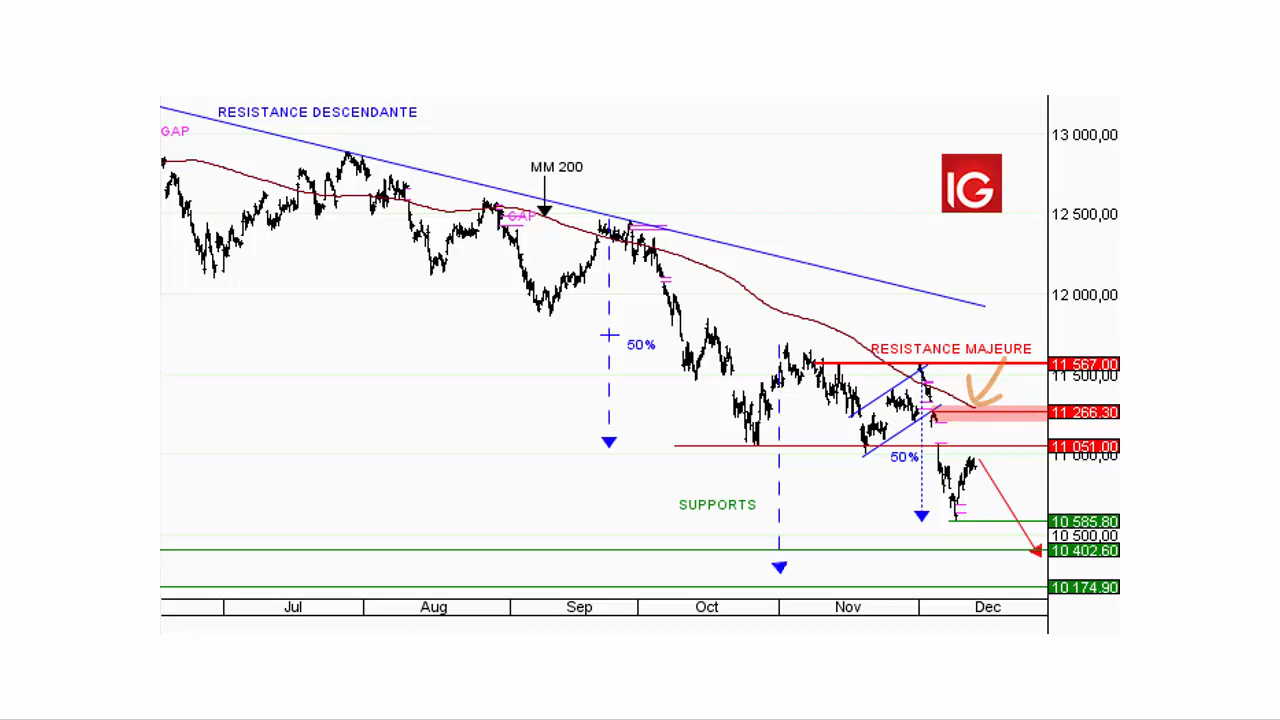 RESISTANCE DESCENDANTE
GAP
13 000,00
MM 200
IG
GAP
12 500,00
12 000,00
50%
RESISTANCE MAJEURE
11 567,00
11 500,00
11 266.30
11 051,00
11 000,00
50%
SUPPORTS
10 585.80
10 500,00
10 402.60
10 174.90
Jul Aug Sep Oct Nov Dec